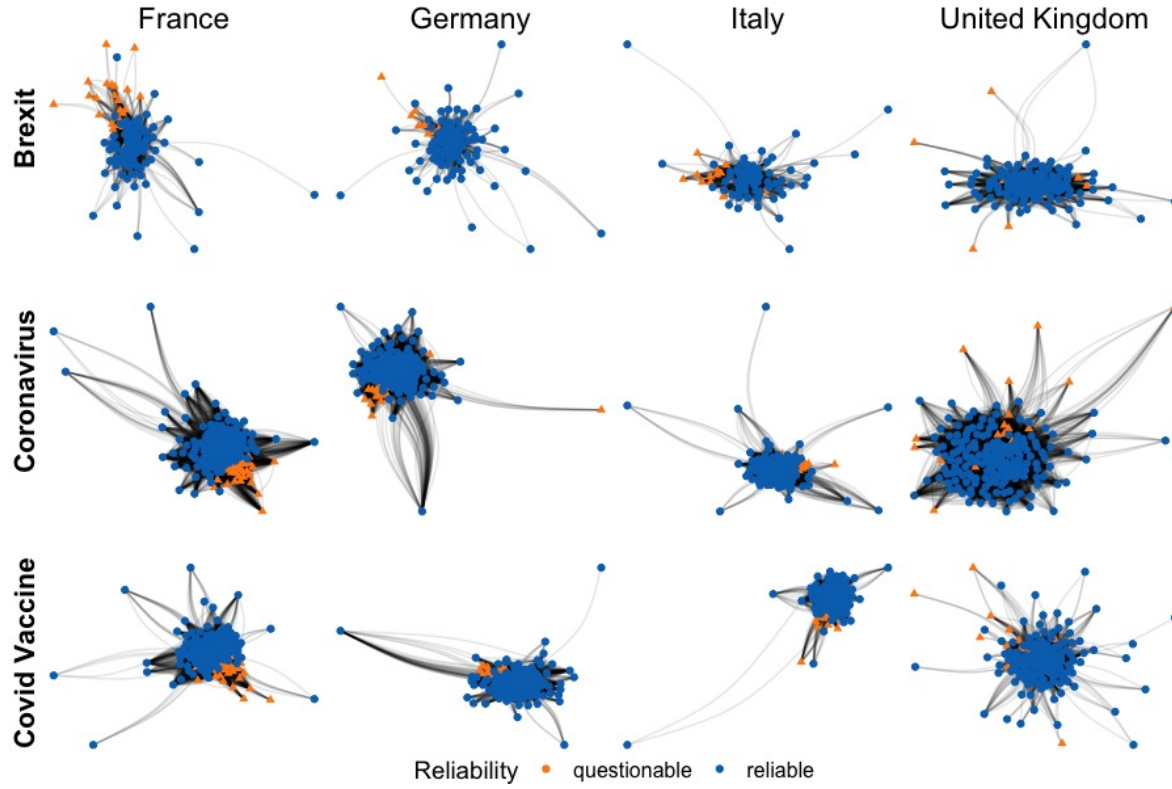 France Germany Italy United Kingdom
Brexit
Coronavirus
Covid Vaccine
Reliability questionable reliable